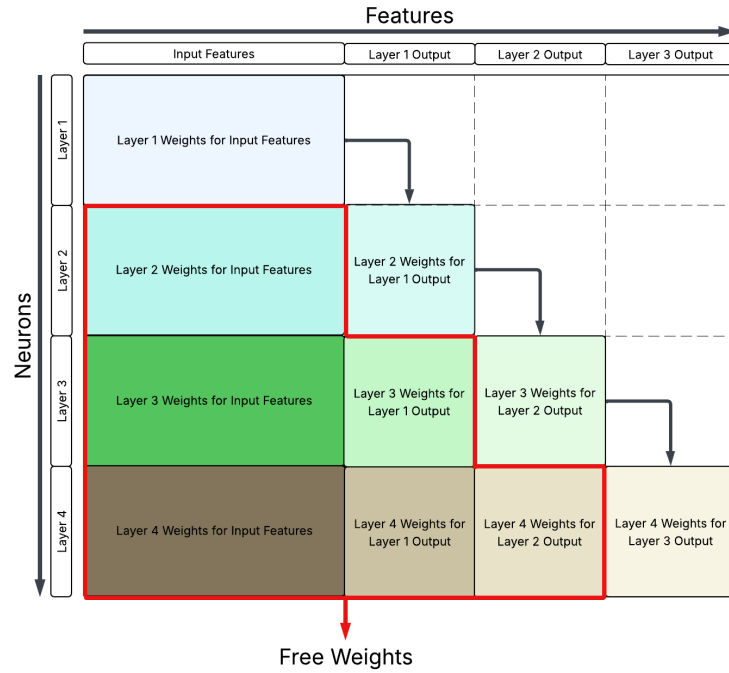 Features
Input Features
Layer 1 Output
Layer 2 Output
Layer 3 Output
Neurons
Layer 1
Layer 1 Weights for Input Features
Layer 2
Layer 2 Weights for Input Features
Layer 2 Weights for
Layer 1 Output
Layer 3
Layer 3 Weights for Input Features
Layer 3 Weights for
Layer 1 Output
Layer 3 Weights for
Layer 2 Output
Layer 4
Layer 4 Weights for Input Features
Layer 4 Weights for
Layer 1 Output
Layer 4 Weights for
Layer 2 Output
Layer 4 Weights for
Layer 3 Output
Free Weights